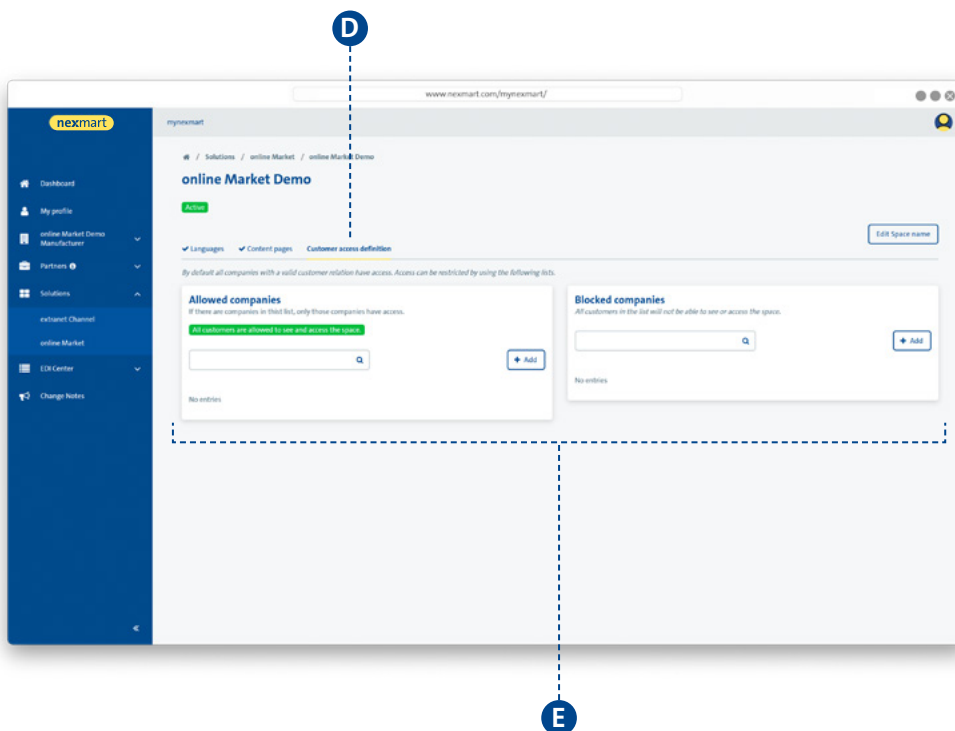 D
www.nexmart.com/mynexmart/
nexmart
mynexmart
/ Solutions / online Market / online Market Demo
online Market Demo
Active
Edit Space name
Languages
Content pages
Customer access definition
By default all companies with a valid customer relation have access. Access can be restricted by using the following lists.
Dashboard
My profile
online Market Demo
Manufacturer
Partners
Solutions
extranet Channel
online Market
EDI Center
Change Notes
Allowed companies
If there are companies in thist list, only those companies have access.
All customers are allowed to see and access the space.
+ Add
No entries
Blocked companies
All customers in the list will not be able to see or access the space.
+ Add
No entries
E